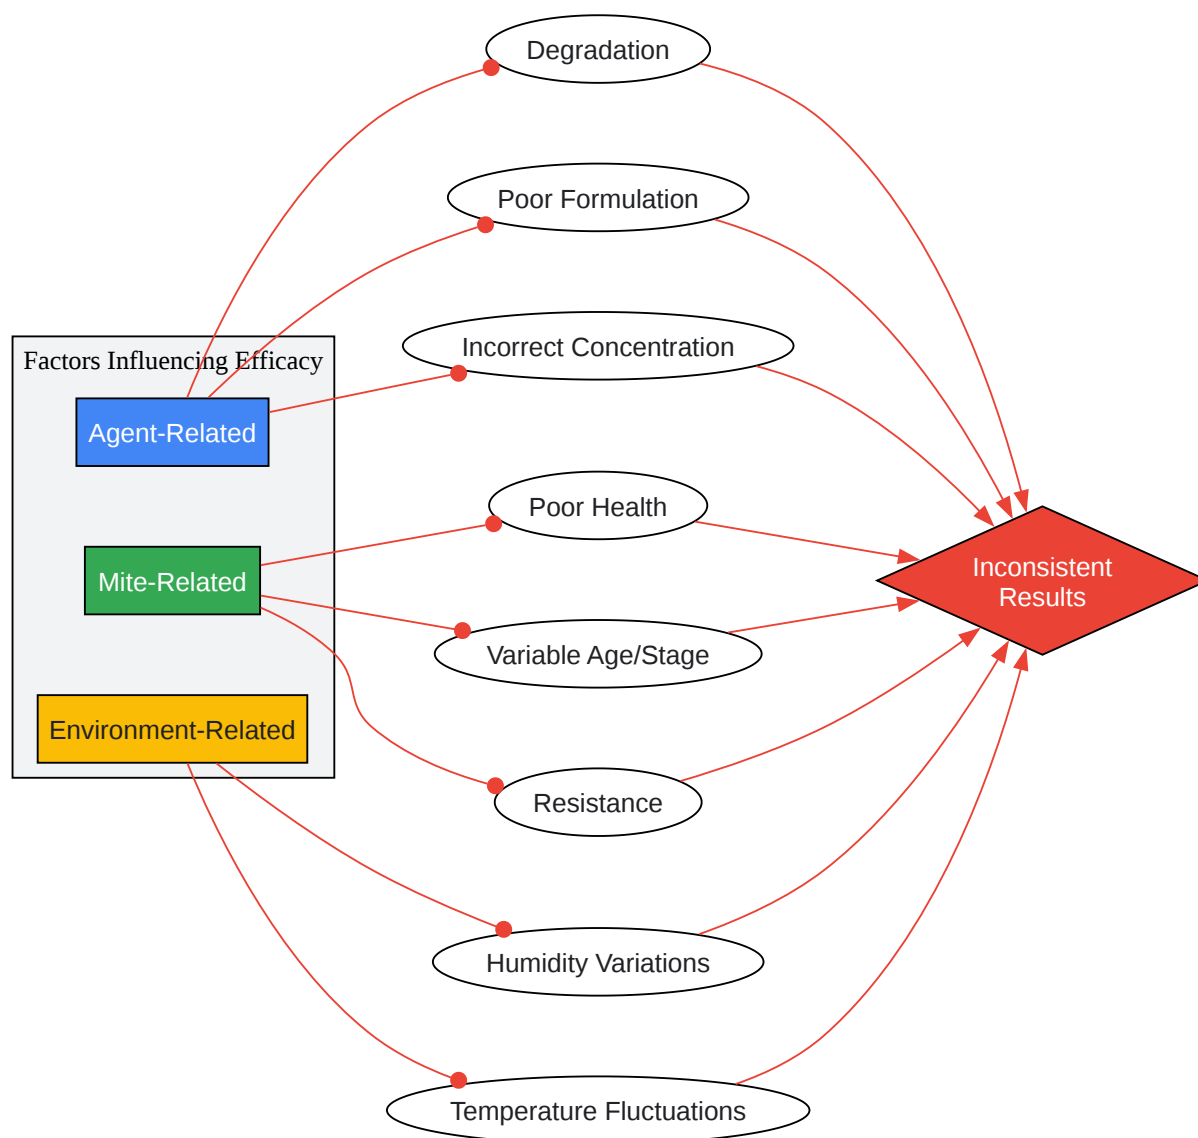 Degradation
Poor Formulation
Factors Influencing Efficacy
Incorrect Concentration
Agent-Related
Poor Health
Mite-Related
Inconsistent
Results
Variable Age/Stage
Environment-Related
Resistance
Humidity Variations
Temperature Fluctuations